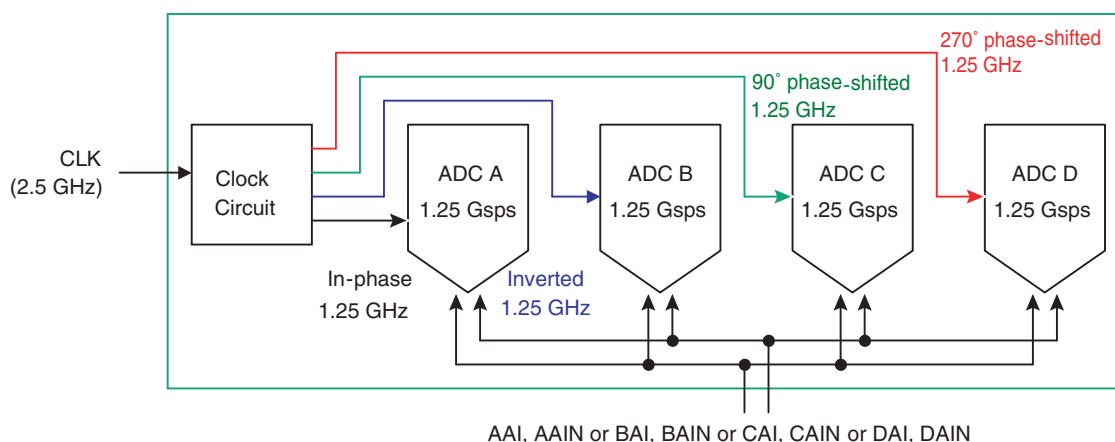 270° phase-shifted
1.25 GHz
90° phase-shifted
1.25 GHz
CLK
(2.5 GHz)
Clock
Circuit
ADC A
1.25 Gsps
ADC B
1.25 Gsps
ADC C
1.25 Gsps
ADC D
1.25 Gsps
In-phase
1.25 GHz
Inverted
1.25 GHz
AAI, AAIN or BAI, BAIN or CAI, CAIN or DAI, DAIN